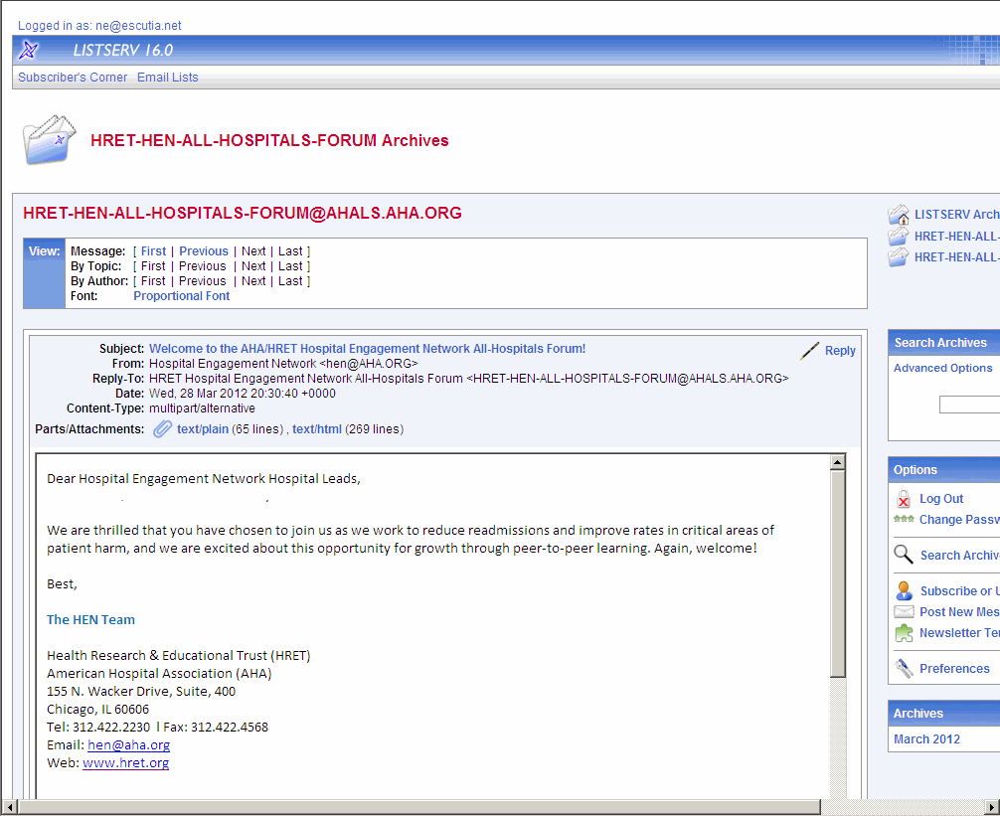 Logged in as: ne@escutia.net
LISTSERV 16.0
Subscriber's Corner Email Lists
HRET-HEN-ALL-HOSPITALS-FORUM Archives
HRET-HEN-ALL-HOSPITALS-FORUM@AHALS.AHA.ORG
View: Message: [ First | Previous | Next | Last ]
By Topic: [ First | Previous | Next | Last ]
By Author: [ First | Previous | Next | Last ]
Font: Proportional Font
Subject: Welcome to the AHA/HRET Hospital Engagement Network All-Hospitals Forum!
From: Hospital Engagement Network <hen@AHA.ORG>
Reply-To: HRET Hospital Engagement Network All-Hospitals Forum <HRET-HEN-ALL-HOSPITALS-FORUM@AHALS.AHA.ORG>
Date: Wed, 28 Mar 2012 20:30:40 +0000
Content-Type: multipart/alternative
Parts/Attachments: text/plain (65 lines) , text/html (269 lines)
Reply
Dear Hospital Engagement Network Hospital Leads,
We are thrilled that you have chosen to join us as we work to reduce readmissions and improve rates in critical areas of
patient harm, and we are excited about this opportunity for growth through peer-to-peer learning. Again, welcome!
Best,
The HEN Team
Health Research & Educational Trust (HRET)
American Hospital Association (AHA)
155 N. Wacker Drive, Suite, 400
Chicago, IL 60606
Tel: 312.422.2230 l Fax: 312.422.4568
Email: hen@aha.org
Web: www.hret.org
LISTSERV Arch
HRET-HEN-ALL-
HRET-HEN-ALL-
Search Archives
Advanced Options
Options
Log Out
Change Passw
Search Archiv
Subscribe or U
Post New Mes
Newsletter Te
Preferences
Archives
March 2012